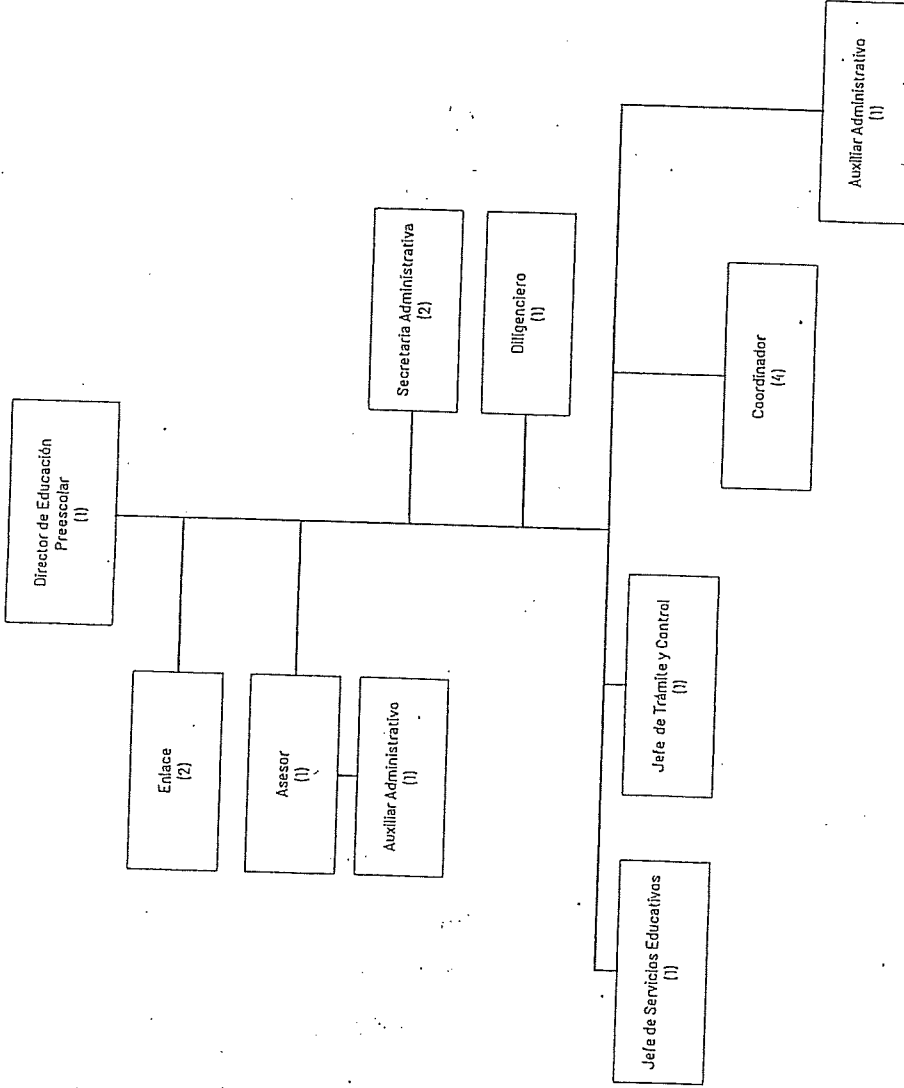 Director de Educación
Preescolar
(1)
Enlace
(2)
Asesor
(1)
Auxiliar Administrativo
(1)
Secretaria Administrativa
(2)
Diligenciero
(1)
Jefe de Servicios Educativos
(1)
Jefe de Trámite y Control
(1)
Coordinador
(4)
Auxiliar Administrativo
(1)